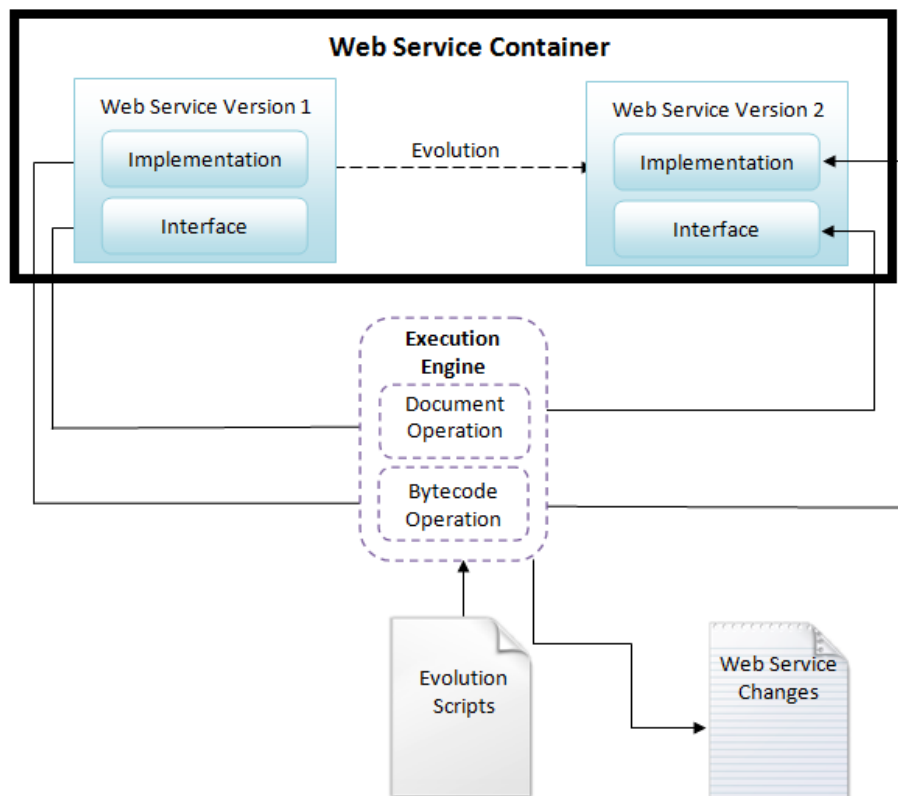 Web Service Container
Web Service Version 1
Implementation
Interface
Evolution
Web Service Version 2
Implementation
Interface
Execution
Engine
Document
Operation
Bytecode
Operation
Evolution
Scripts
Web Service
Changes